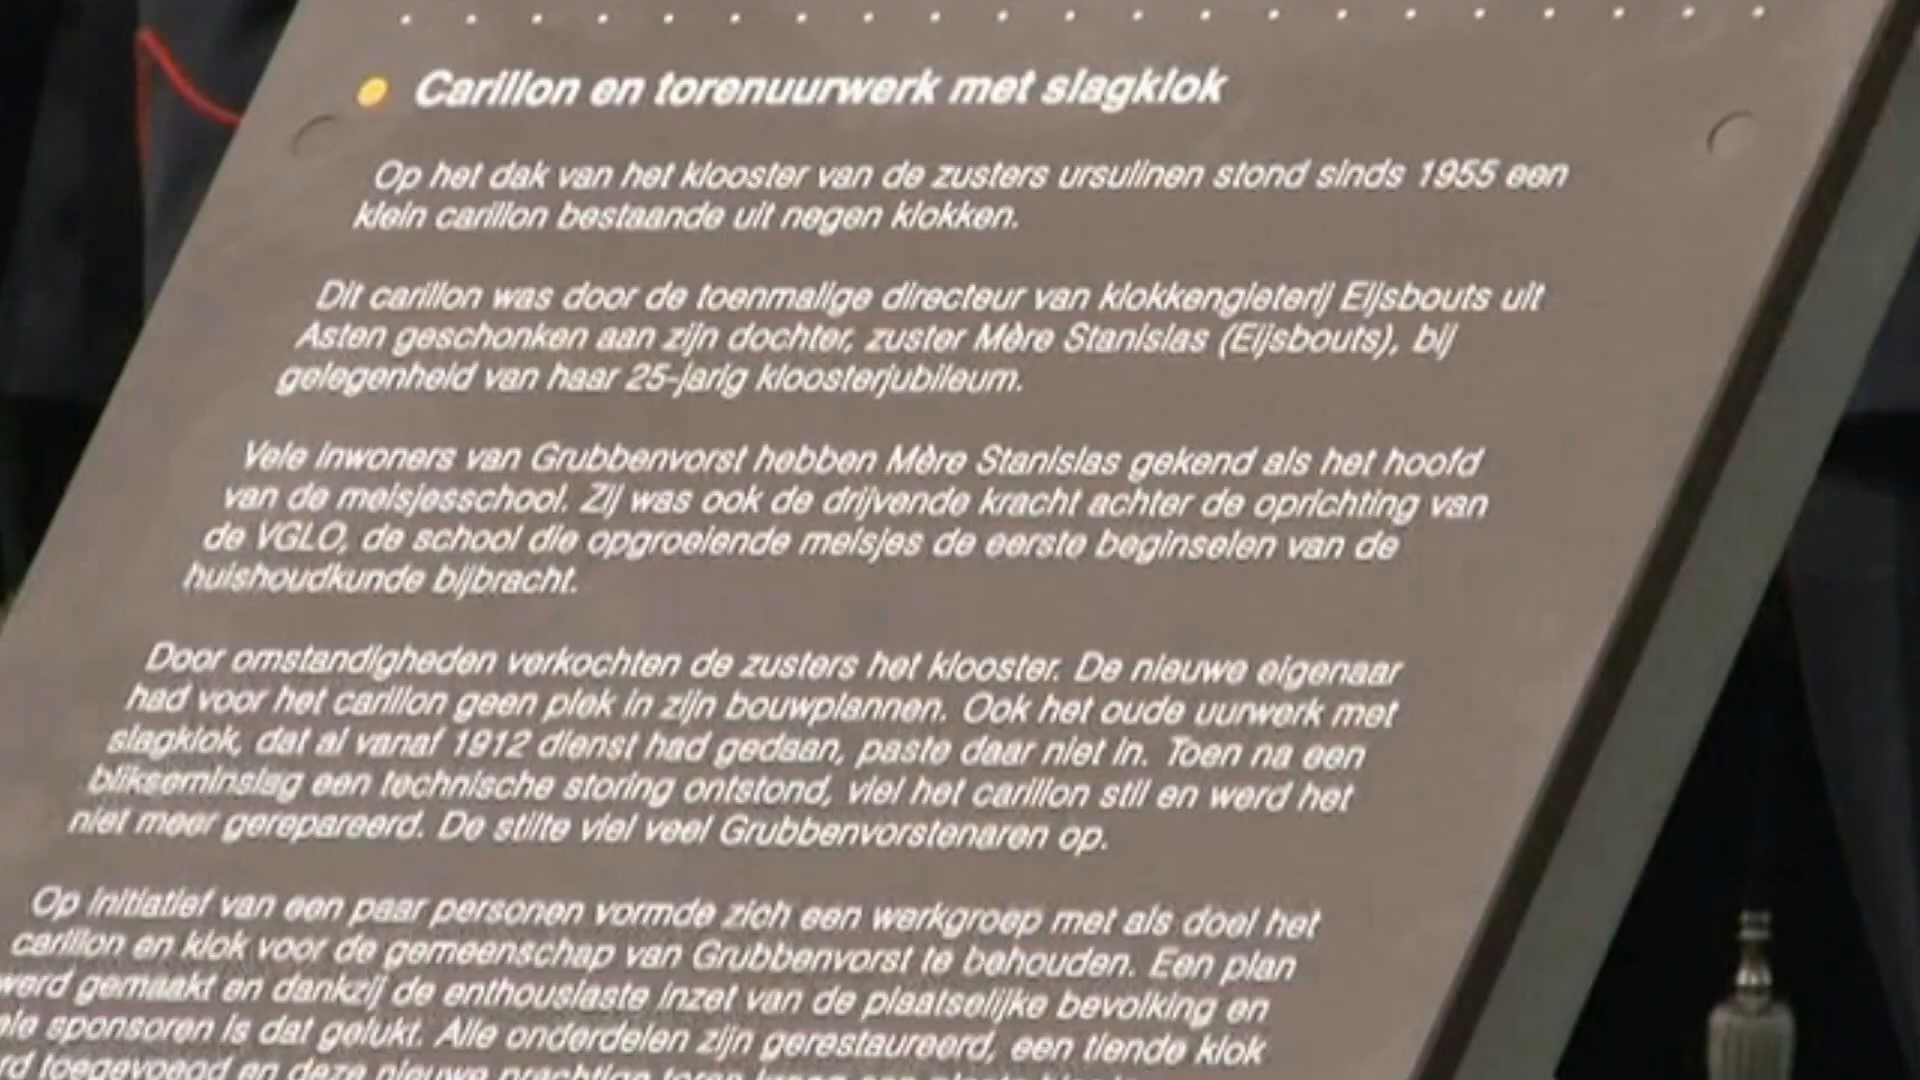 Carillon en torenuurwerk met slagklok
Op het dak van het klooster van de zusters ursulinen stond sinds 1955 een
klein carillon bestaande uit negen klokken.
Dit carillon was door de toenmalige directeur van klokkengieterij Eijsbouts uit
Asten geschonken aan zijn dochter, zuster Mère Stanislas (Eijsbouts), bij
gelegenheid van haar 25-jarig kloosterjubileum.
Vele inwoners van Grubbenvorst hebben Mère Stanislas gekend als het hoofd
van de meisjesschool. Zij was ook de drijvende kracht achter de oprichting van
de VGLO, de school die opgroeiende meisjes de eerste beginselen van de
huishoudkunde bijbracht.
Door omstandigheden verkochten de zusters het klooster. De nieuwe eigenaar
had voor het carillon geen plek in zijn bouwplannen. Ook het oude uurwerk met
slagklok, dat al vanaf 1912 dienst had gedaan, paste daar niet in. Toen na een
blikseminslag een technische storing ontstond, viel het carillon stil en werd het
niet meer gerepareerd. De stilte viel veel Grubbenvorstenaren op.
Op initiatief van een paar personen vormde zich een werkgroep met als doel het
carillon en klok voor de gemeenschap van Grubbenvorst te behouden. Een plan
werd gemaakt en dankzij de enthousiaste inzet van de plaatselijke bevolking en
sponsoren is dat gelukt. Alle onderdelen zijn gerestaureerd, een tiende klok
toegevoegd en deze nieuwe prachtige toren